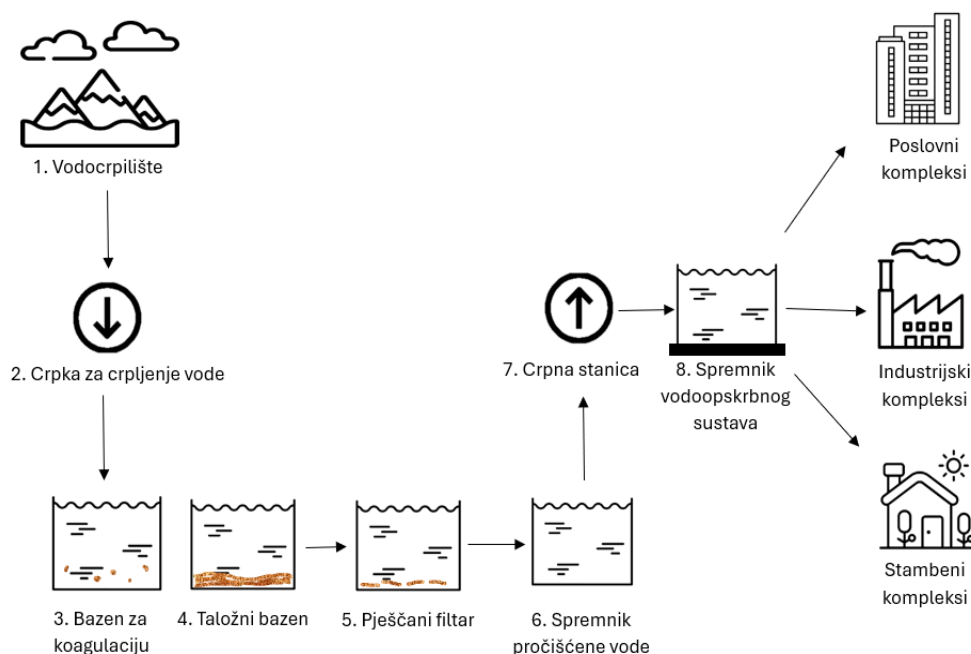 1. Vodocrpilište
2. Crpka za crpljenje vode
3. Bazen za
koagulaciju
4. Taložni bazen
5. Pješčani filtar
6. Spremnik
pročišćene vode
7. Crpna stanica
8. Spremnik
vodoopskrbnog
sustava
Poslovni
kompleksi
Industrijski
kompleksi
Stambeni
kompleksi